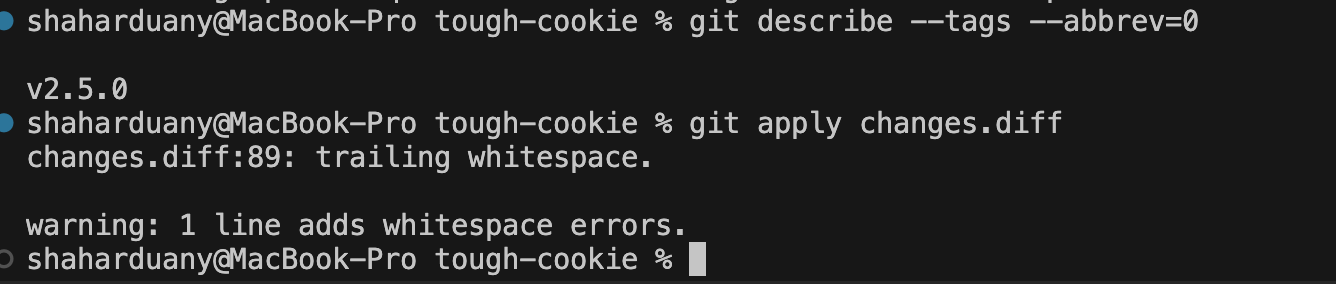 shaharduany@MacBook-Pro tough-cookie % git describe --tags --abbrev=0
v2.5.0
shaharduany@MacBook-Pro tough-cookie % git apply changes.diff
changes.diff:89: trailing whitespace.
warning: 1 line adds whitespace errors.
shaharduany@MacBook-Pro tough-cookie %